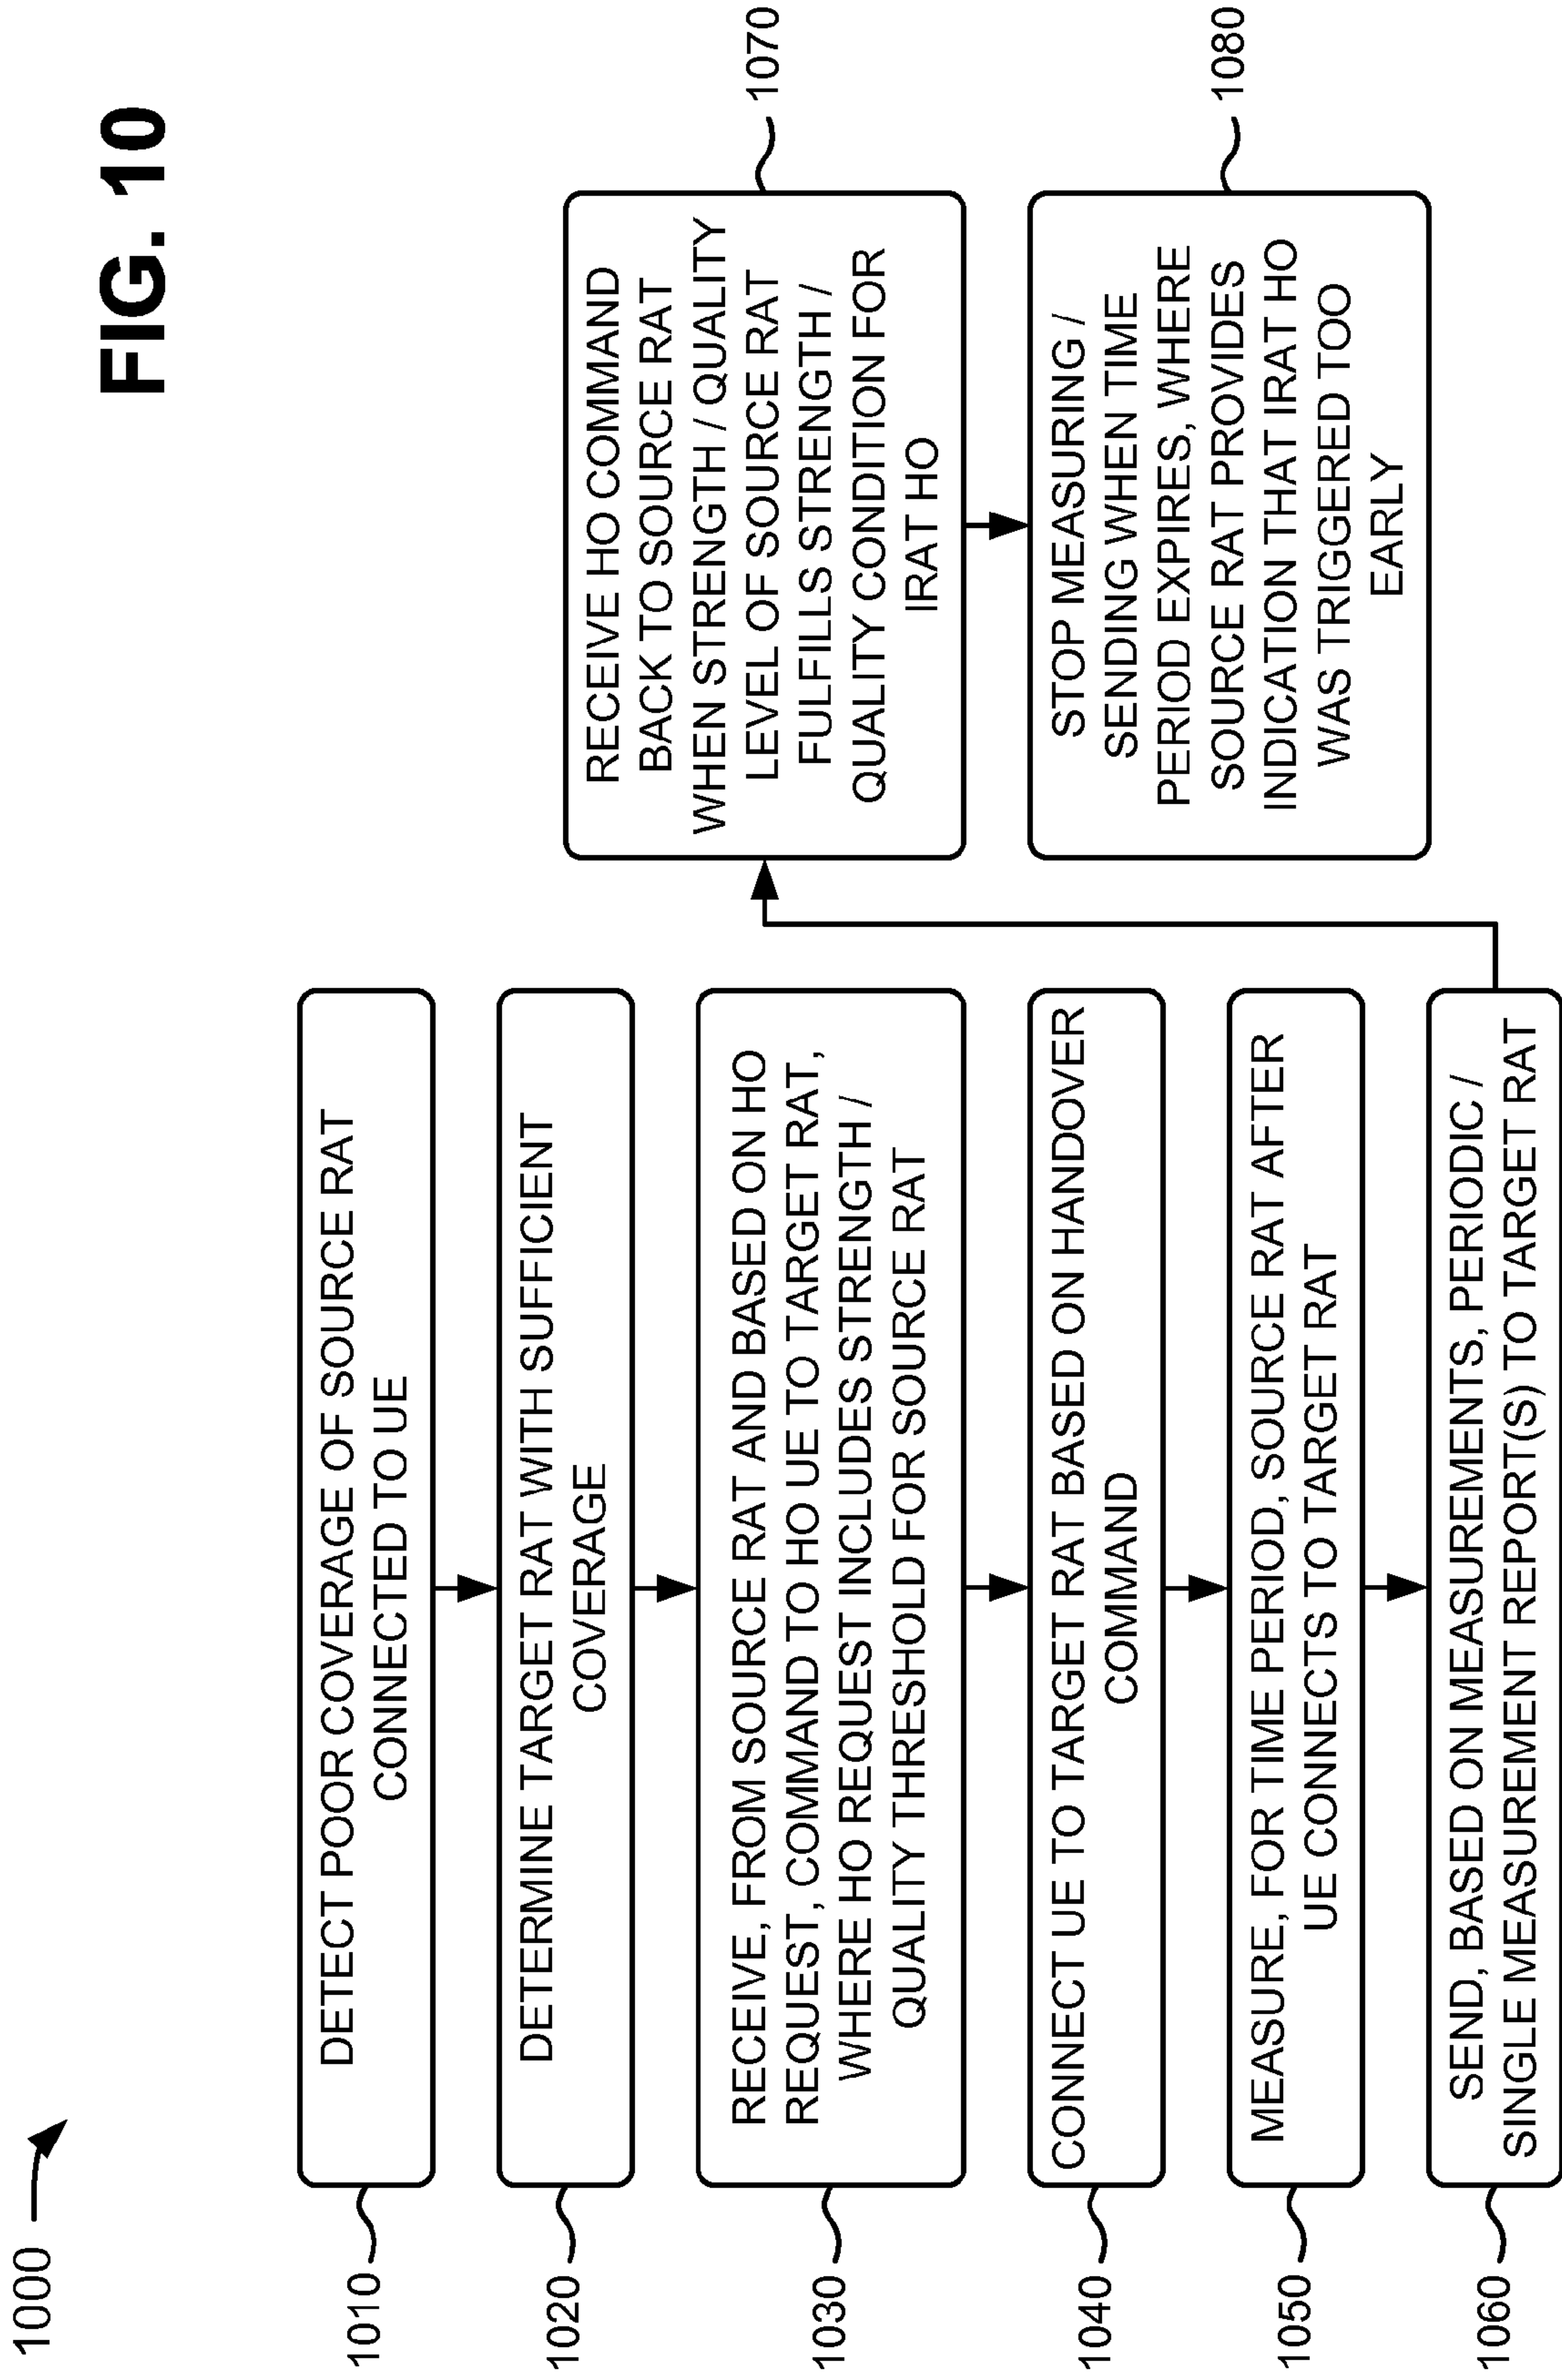 FIG. 10
1000
1010
DETECT POOR COVERAGE OF SOURCE RAT
CONNECTED TO UE
1020
DETERMINE TARGET RAT WITH SUFFICIENT
COVERAGE
1030
RECEIVE, FROM SOURCE RAT AND BASED ON HO
REQUEST, COMMAND TO HO UE TO TARGET RAT,
WHERE HO REQUEST INCLUDES STRENGTH /
QUALITY THRESHOLD FOR SOURCE RAT
1040
CONNECT UE TO TARGET RAT BASED ON HANDOVER
COMMAND
1050
MEASURE, FOR TIME PERIOD, SOURCE RAT AFTER
UE CONNECTS TO TARGET RAT
1060
SEND, BASED ON MEASUREMENTS, PERIODIC /
SINGLE MEASUREMENT REPORT(S) TO TARGET RAT
RECEIVE HO COMMAND
BACK TO SOURCE RAT
WHEN STRENGTH / QUALITY
LEVEL OF SOURCE RAT
FULFILLS STRENGTH /
QUALITY CONDITION FOR
IRAT HO
1070
STOP MEASURING /
SENDING WHEN TIME
PERIOD EXPIRES, WHERE
SOURCE RAT PROVIDES
INDICATION THAT IRAT HO
WAS TRIGGERED TOO
EARLY
1080